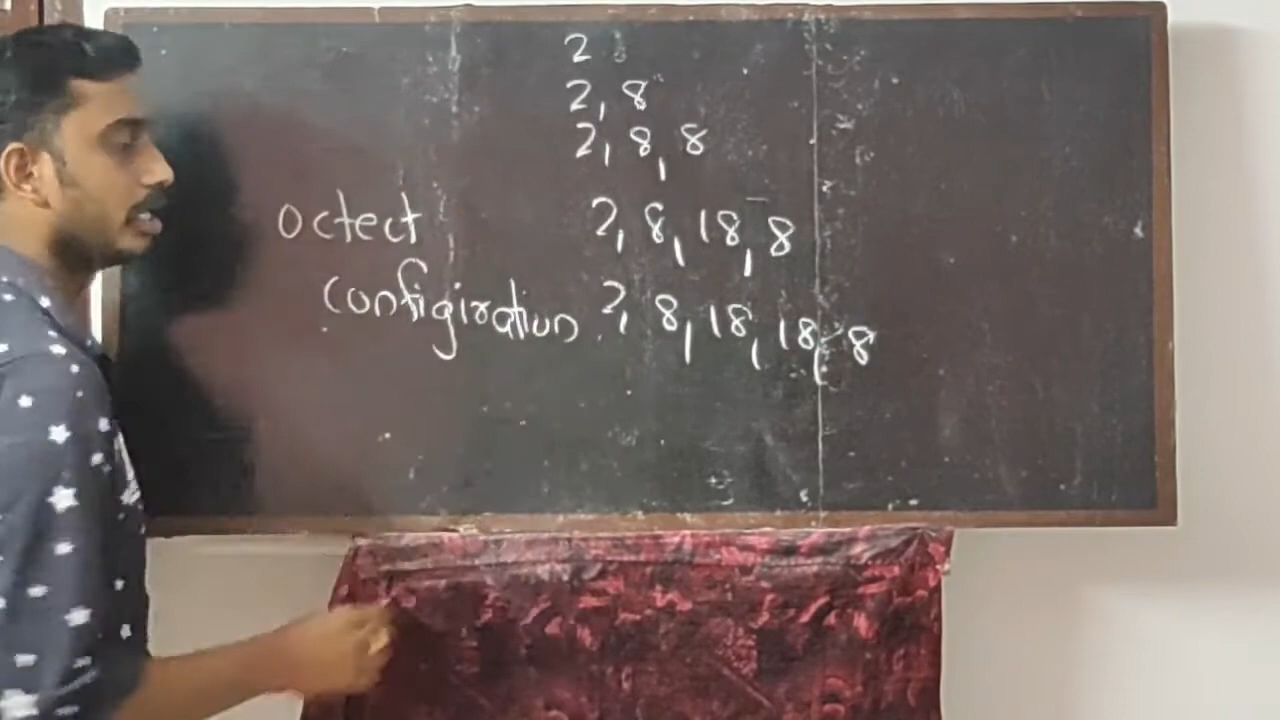 2
2, 8
2, 8, 8
octect 2, 8, 18, 8
configiration 2, 8, 18, 18, 8